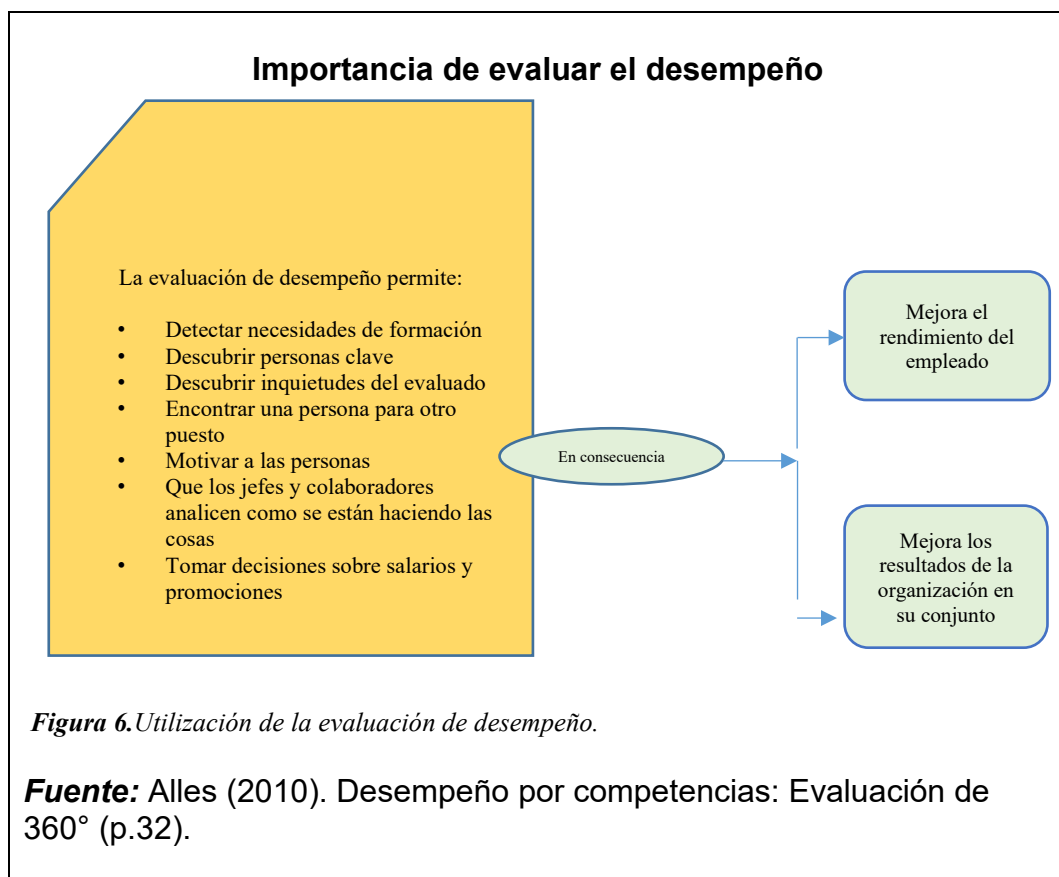 Importancia de evaluar el desempeño
La evaluación de desempeño permite:
• Detectar necesidades de formación
• Descubrir personas clave
• Descubrir inquietudes del evaluado
• Encontrar una persona para otro
puesto
• Motivar a las personas
• Que los jefes y colaboradores
analicen como se están haciendo las
cosas
• Tomar decisiones sobre salarios y
promociones
En consecuencia
Mejora el
rendimiento del
empleado
Mejora los
resultados de la
organización en
su conjunto
Figura 6.Utilización de la evaluación de desempeño.
Fuente: Alles (2010). Desempeño por competencias: Evaluación de
360° (p.32).